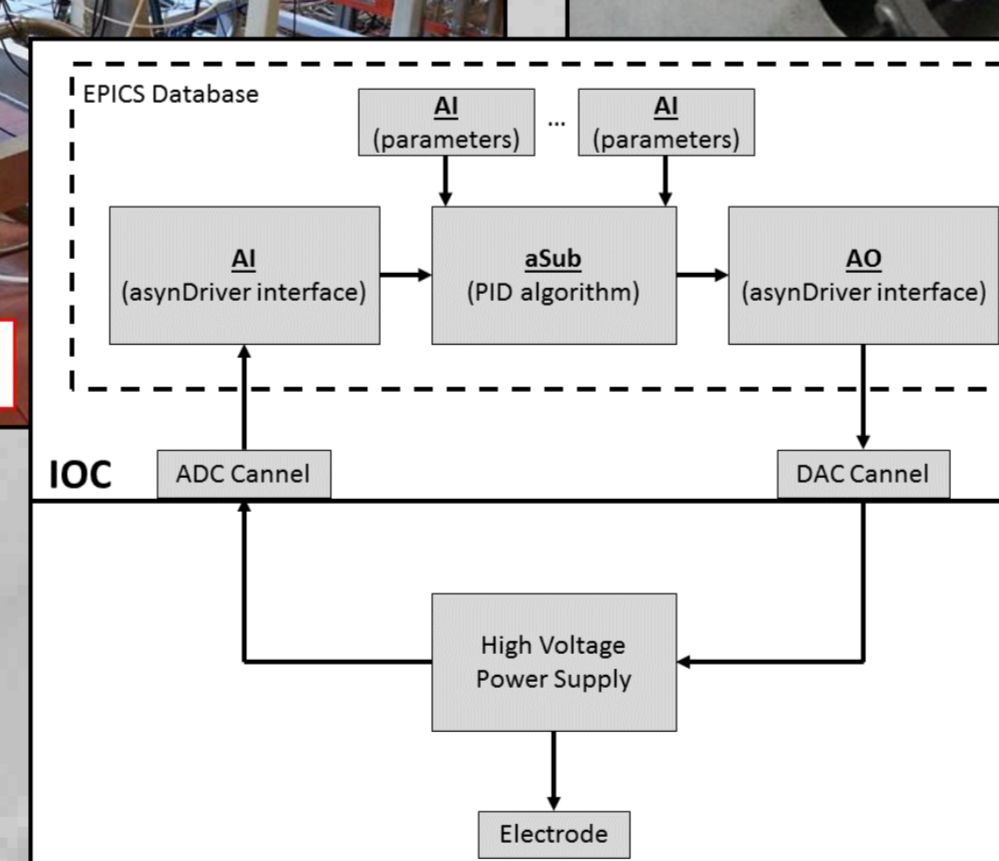 EPICS Database
AI
(parameters)
...
AI
(parameters)
AI
(asynDriver interface)
aSub
(PID algorithm)
AO
(asynDriver interface)
IOC
ADC Cannel
DAC Cannel
High Voltage
Power Supply
Electrode